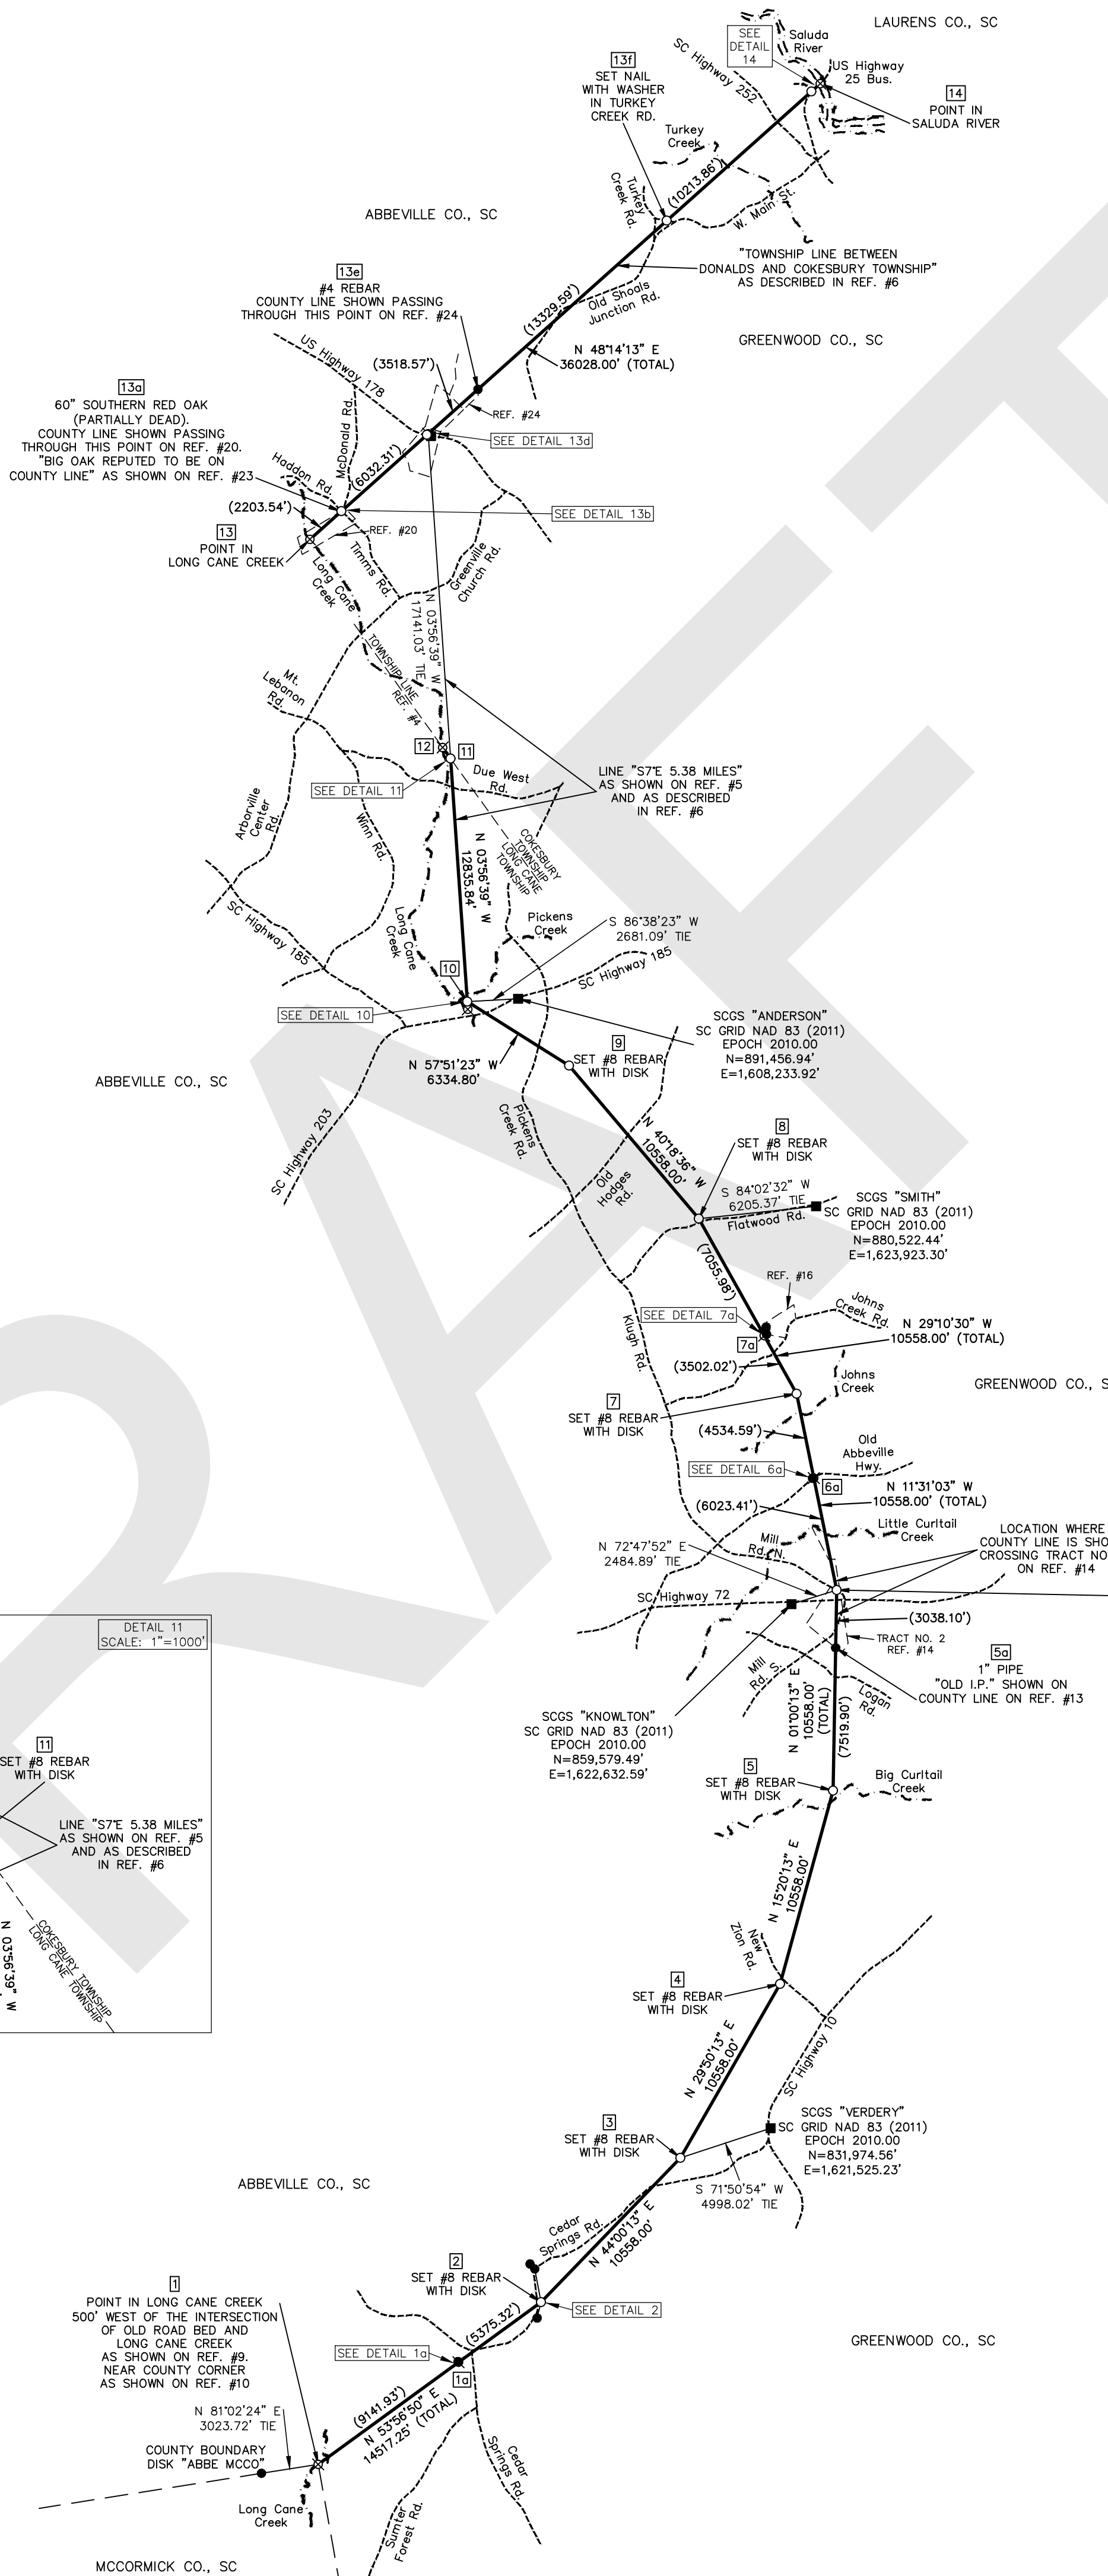 LAURENS CO., SC
SEE
DETAIL
14
Saluda
River
US Highway
25 Bus.
SC Highway 252
14
POINT IN
SALUDA RIVER
13f
SET NAIL
WITH WASHER
IN TURKEY
CREEK RD.
Turkey
Creek
Turkey
Creek Rd.
(10213.86')
W. Main St.
ABBEVILLE CO., SC
"TOWNSHIP LINE BETWEEN
DONALDS AND COKESBURY TOWNSHIP"
AS DESCRIBED IN REF. #6
13e
#4 REBAR
COUNTY LINE SHOWN PASSING
THROUGH THIS POINT ON REF. #24
(13329.59')
Old Shoals
Junction Rd.
GREENWOOD CO., SC
N 48°14'13" E
36028.00' (TOTAL)
US Highway 178
(3518.57')
REF. #24
13a
60" SOUTHERN RED OAK
(PARTIALLY DEAD).
COUNTY LINE SHOWN PASSING
THROUGH THIS POINT ON REF. #20.
"BIG OAK REPUTED TO BE ON
COUNTY LINE" AS SHOWN ON REF. #23
McDonald Rd.
SEE DETAIL 13d
Haddon Rd.
(6032.31')
(2203.54')
SEE DETAIL 13b
13
POINT IN
LONG CANE CREEK
REF. #20
Long Cane
Creek
Timms Rd.
Greenville
Church Rd.
N 03°56'39" W
17141.03' TIE
TOWNSHIP LINE
REF. #4
Mt.
Lebanon
Rd.
12
11
SEE DETAIL 11
Due West
Rd.
LINE "S7°E 5.38 MILES"
AS SHOWN ON REF. #5
AND AS DESCRIBED
IN REF. #6
Arborville
Center
Rd.
Winn Rd.
COKESBURY
TOWNSHIP
LONG CANE
TOWNSHIP
N 03°56'39" W
12835.84'
SC Highway 185
Long Cane
Creek
Pickens
Creek
S 86°38'23" W
2681.09' TIE
SC Highway 185
10
SEE DETAIL 10
SCGS "ANDERSON"
SC GRID NAD 83 (2011)
EPOCH 2010.00
N=891,456.94'
E=1,608,233.92'
9
SET #8 REBAR
WITH DISK
N 57°51'23" W
6334.80'
ABBEVILLE CO., SC
SC Highway 203
Pickens
Creek Rd.
N 40°18'36" W
10558.00'
8
SET #8 REBAR
WITH DISK
Old
Hodges
Rd.
S 84°02'32" W
6205.37' TIE
Flatwood Rd.
SCGS "SMITH"
SC GRID NAD 83 (2011)
EPOCH 2010.00
N=880,522.44'
E=1,623,923.30'
(7055.98')
REF. #16
Johns
Creek Rd.
SEE DETAIL 7a
7a
N 29°10'30" W
10558.00' (TOTAL)
Klugh Rd.
(3502.02')
Johns
Creek
GREENWOOD CO., S
7
SET #8 REBAR
WITH DISK
(4534.59')
Old
Abbeville
Hwy.
SEE DETAIL 6a
6a
N 11°31'03" W
10558.00' (TOTAL)
(6023.41')
Little Curltail
Creek
LOCATION WHERE
COUNTY LINE IS SHO
CROSSING TRACT NO
ON REF. #14
N 72°47'52" E
2484.89' TIE
Mill
Rd. N.
SC Highway 72
(3038.10')
TRACT NO. 2
REF. #14
5a
1" PIPE
"OLD I.P." SHOWN ON
COUNTY LINE ON REF. #13
Mill
Rd. S.
Logan
Rd.
SCGS "KNOWLTON"
SC GRID NAD 83 (2011)
EPOCH 2010.00
N=859,579.49'
E=1,622,632.59'
N 01°00'13" E
10558.00'
(TOTAL)
(7519.90')
5
SET #8 REBAR
WITH DISK
Big Curltail
Creek
DETAIL 11
SCALE: 1"=1000'
11
SET #8 REBAR
WITH DISK
LINE "S7°E 5.38 MILES"
AS SHOWN ON REF. #5
AND AS DESCRIBED
IN REF. #6
COKESBURY TOWNSHIP
LONG CANE TOWNSHIP
N 03°56'39" W
N 15°20'13" E
10558.00'
New
Zion Rd.
4
SET #8 REBAR
WITH DISK
SC Highway 10
N 29°50'13" E
10558.00'
3
SET #8 REBAR
WITH DISK
SCGS "VERDERY"
SC GRID NAD 83 (2011)
EPOCH 2010.00
N=831,974.56'
E=1,621,525.23'
S 71°50'54" W
4998.02' TIE
ABBEVILLE CO., SC
Cedar
Springs Rd.
N 44°00'13" E
10558.00'
2
SET #8 REBAR
WITH DISK
SEE DETAIL 2
1
POINT IN LONG CANE CREEK
500' WEST OF THE INTERSECTION
OF OLD ROAD BED AND
LONG CANE CREEK
AS SHOWN ON REF. #9.
NEAR COUNTY CORNER
AS SHOWN ON REF. #10
(5375.32')
SEE DETAIL 1a
1a
GREENWOOD CO., SC
(9141.93')
N 53°56'50" E
14517.25' (TOTAL)
N 81°02'24" E
3023.72' TIE
COUNTY BOUNDARY
DISK "ABBE MCCO"
Cedar
Springs Rd.
Long Cane
Creek
Sumter
Forest Rd.
MCCORMICK CO., SC